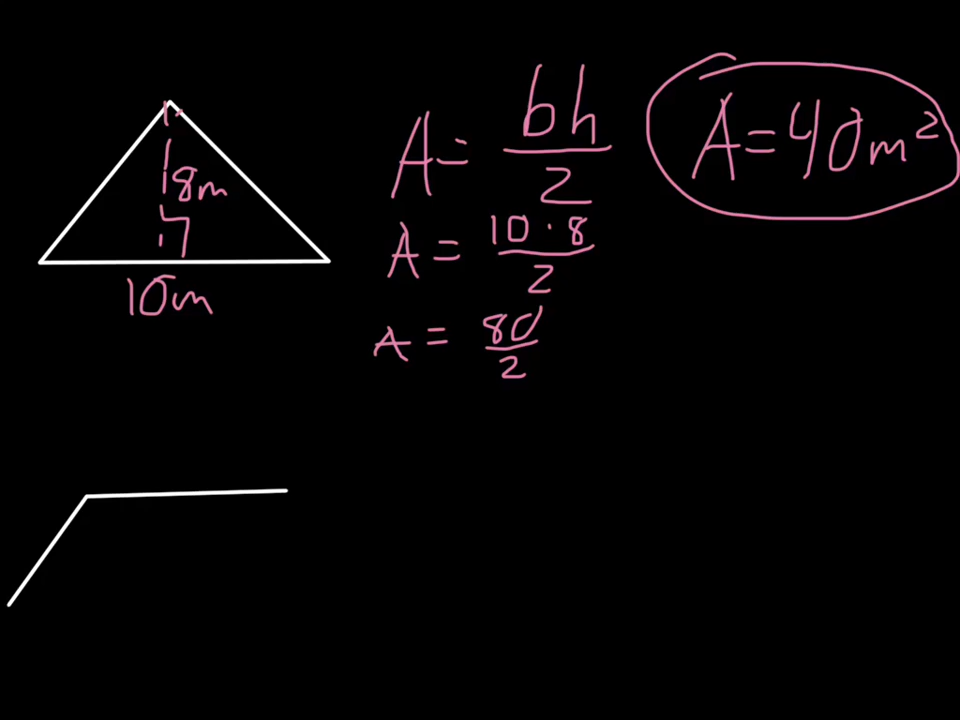 8m
10m
A = bh/2
A = 10 · 8/2
A = 80/2
A = 40m²